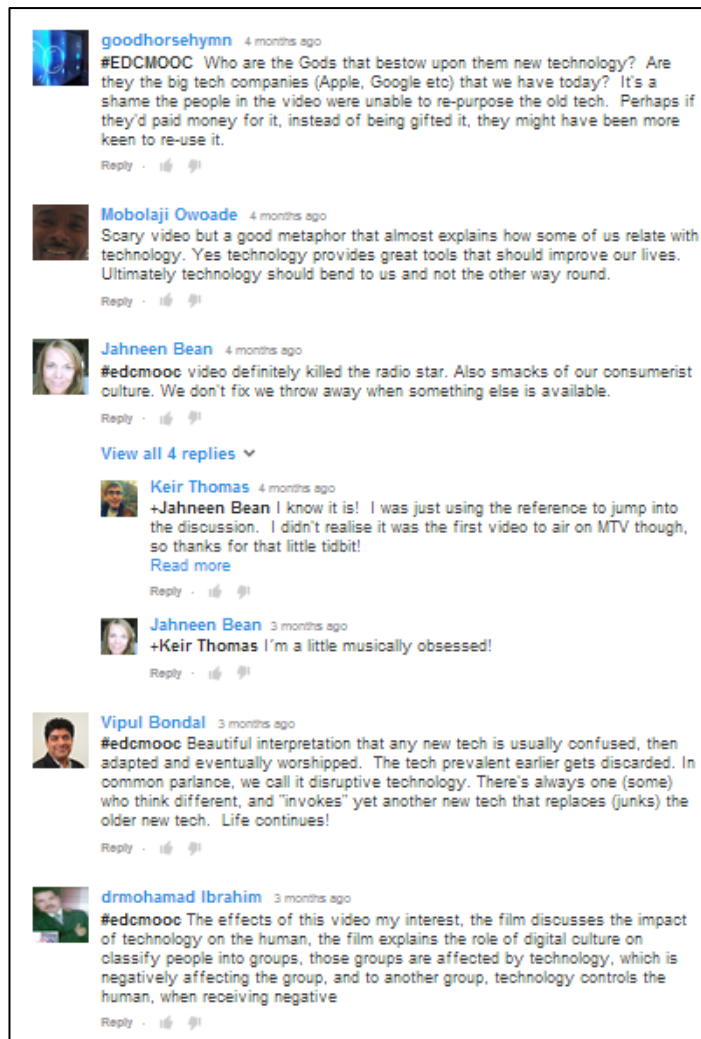 goodhorsehymn 4 months ago
#EDCMOOC Who are the Gods that bestow upon them new technology? Are
they the big tech companies (Apple, Google etc) that we have today? It's a
shame the people in the video were unable to re-purpose the old tech. Perhaps if
they'd paid money for it, instead of being gifted it, they might have been more
keen to re-use it.
Reply ·
Mobolaji Owoade 4 months ago
Scary video but a good metaphor that almost explains how some of us relate with
technology. Yes technology provides great tools that should improve our lives.
Ultimately technology should bend to us and not the other way round.
Reply ·
Jahneen Bean 4 months ago
#edcmooc video definitely killed the radio star. Also smacks of our consumerist
culture. We don't fix we throw away when something else is available.
Reply ·
View all 4 replies
Keir Thomas 4 months ago
+Jahneen Bean I know it is! I was just using the reference to jump into
the discussion. I didn't realise it was the first video to air on MTV though,
so thanks for that little tidbit!
Read more
Reply ·
Jahneen Bean 3 months ago
+Keir Thomas I´m a little musically obsessed!
Reply ·
Vipul Bondal 3 months ago
#edcmooc Beautiful interpretation that any new tech is usually confused, then
adapted and eventually worshipped. The tech prevalent earlier gets discarded. In
common parlance, we call it disruptive technology. There's always one (some)
who think different, and "invokes" yet another new tech that replaces (junks) the
older new tech. Life continues!
Reply ·
drmohamad Ibrahim 3 months ago
#edcmooc The effects of this video my interest, the film discusses the impact
of technology on the human, the film explains the role of digital culture on
classify people into groups, those groups are affected by technology, which is
negatively affecting the group, and to another group, technology controls the
human, when receiving negative
Reply ·